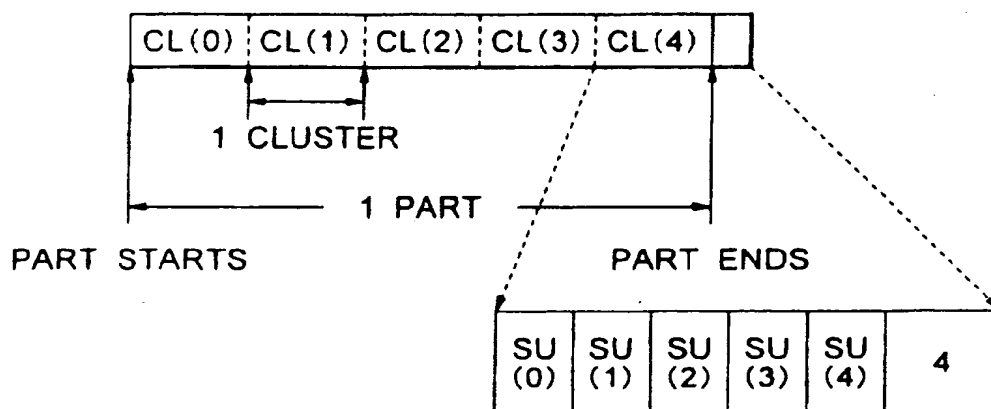 CL(0) CL(1) CL(2) CL(3) CL(4)
1 CLUSTER
1 PART
PART STARTS
PART ENDS
SU SU SU SU SU 4
(0) (1) (2) (3) (4)